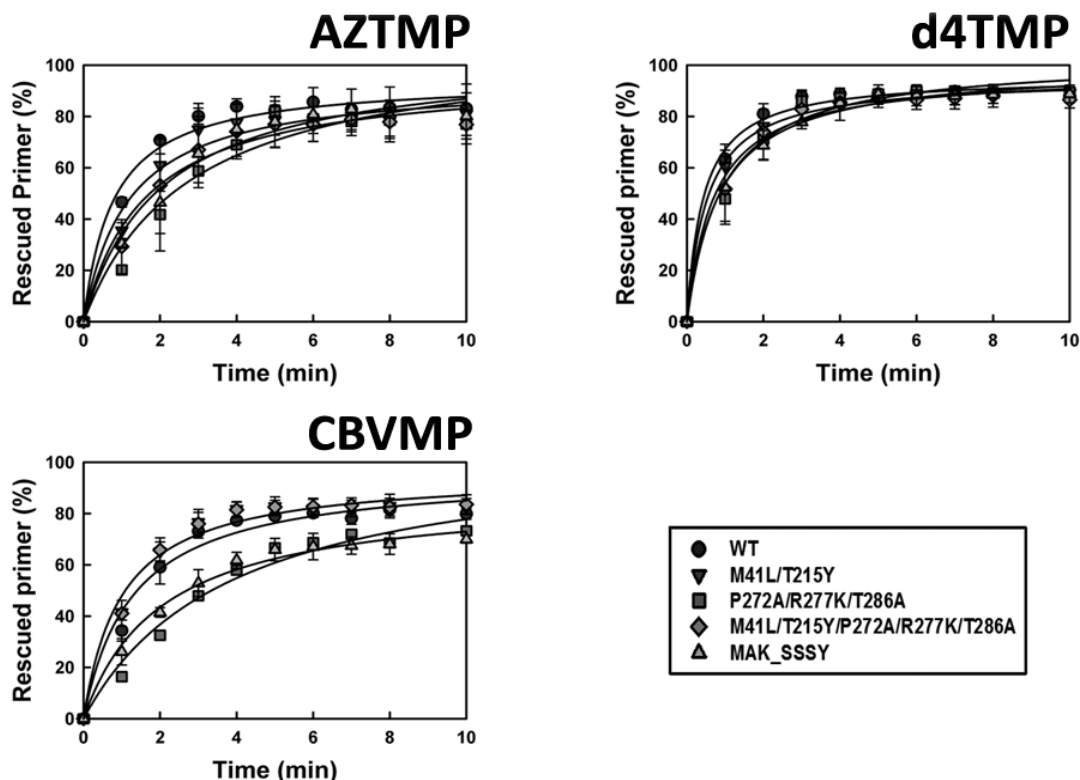 AZTMP
Rescued Primer (%)
100
80
60
40
20
0
0 2 4 6 8 10
Time (min)
d4TMP
Rescued primer (%)
100
80
60
40
20
0
0 2 4 6 8 10
Time (min)
CBVMP
Rescued primer (%)
100
80
60
40
20
0
0 2 4 6 8 10
Time (min)
WT
M41L/T215Y
P272A/R277K/T286A
M41L/T215Y/P272A/R277K/T286A
MAK_SSSY